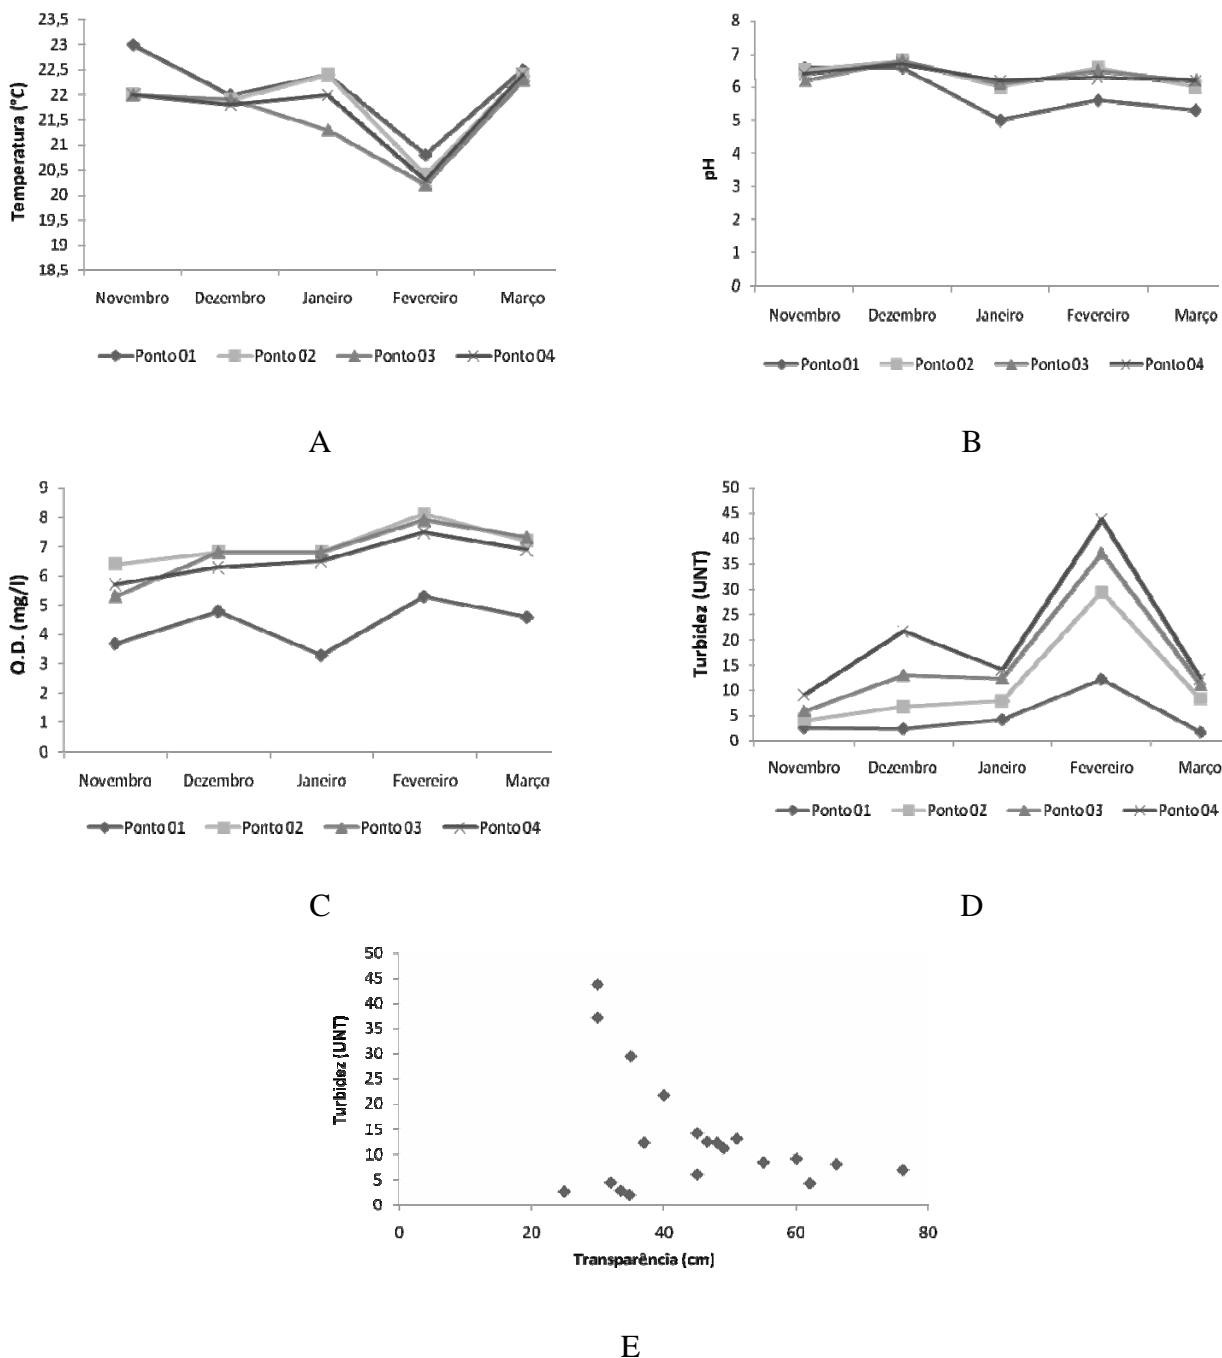 23,5
23
22,5
22
21,5
21
20,5
20
19,5
19
18,5
Temperatura (°C)
Novembro Dezembro Janeiro Fevereiro Março
Ponto 01 Ponto 02 Ponto 03 Ponto 04
A
8
7
6
5
4
3
2
1
0
pH
Novembro Dezembro Janeiro Fevereiro Março
Ponto 01 Ponto 02 Ponto 03 Ponto 04
B
9
8
7
6
5
4
3
2
1
0
O.D. (mg/l)
Novembro Dezembro Janeiro Fevereiro Março
Ponto 01 Ponto 02 Ponto 03 Ponto 04
C
50
45
40
35
30
25
20
15
10
5
0
Turbidez (UNT)
Novembro Dezembro Janeiro Fevereiro Março
Ponto 01 Ponto 02 Ponto 03 Ponto 04
D
50
45
40
35
30
25
20
15
10
5
0
Turbidez (UNT)
0 20 40 60 80
Transparência (cm)
E